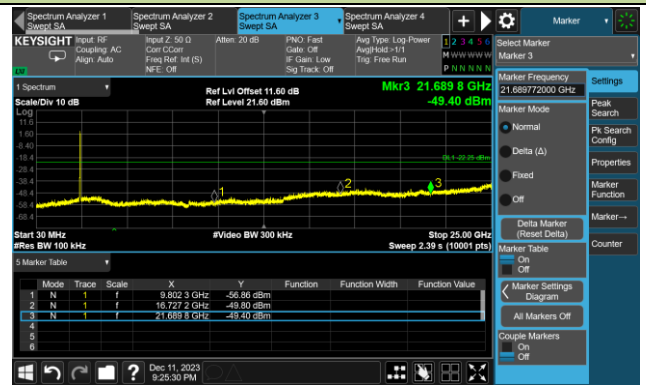 Spectrum Analyzer 1
Swept SA
Spectrum Analyzer 2
Swept SA
Spectrum Analyzer 3
Swept SA
Spectrum Analyzer 4
Swept SA
+
Marker
KEYSIGHT
Input: RF
Coupling: AC
Align: Auto
Input Z: 50 Ω
Corr CCorr
Freq Ref: Int (S)
NFE: Off
Atten: 20 dB
PNO: Fast
Gate: Off
IF Gain: Low
Sig Track: Off
Avg Type: Log-Power
Avg|Hold:>1/1
Trig: Free Run
1 2 3 4 5 6
M W W W W W
P N N N N N
LW
Select Marker
Marker 3
1 Spectrum
Scale/Div 10 dB
Log
Ref Lvl Offset 11.60 dB
Ref Level 21.60 dBm
Mkr3 21.689 8 GHz
-49.40 dBm
11.6
1.60
-8.40
-18.4
-28.4
-38.4
-48.4
-58.4
-68.4
DL1 -22.25 dBm
1
2
3
Start 30 MHz
#Res BW 100 kHz
#Video BW 300 kHz
Stop 25.00 GHz
Sweep 2.39 s (10001 pts)
5 Marker Table
Mode Trace Scale X Y Function Function Width Function Value
1 N 1 f 9.802 3 GHz -56.86 dBm
2 N 1 f 16.727 2 GHz -49.80 dBm
3 N 1 f 21.689 8 GHz -49.40 dBm
4
5
6
Marker Frequency
21.689772000 GHz
Marker Mode
Normal
Delta (Δ)
Fixed
Off
Delta Marker
(Reset Delta)
Marker Table
On
Off
Marker Settings
Diagram
All Markers Off
Couple Markers
On
Off
Settings
Peak
Search
Pk Search
Config
Properties
Marker
Function
Marker→
Counter
?
Dec 11, 2023
9:25:30 PM